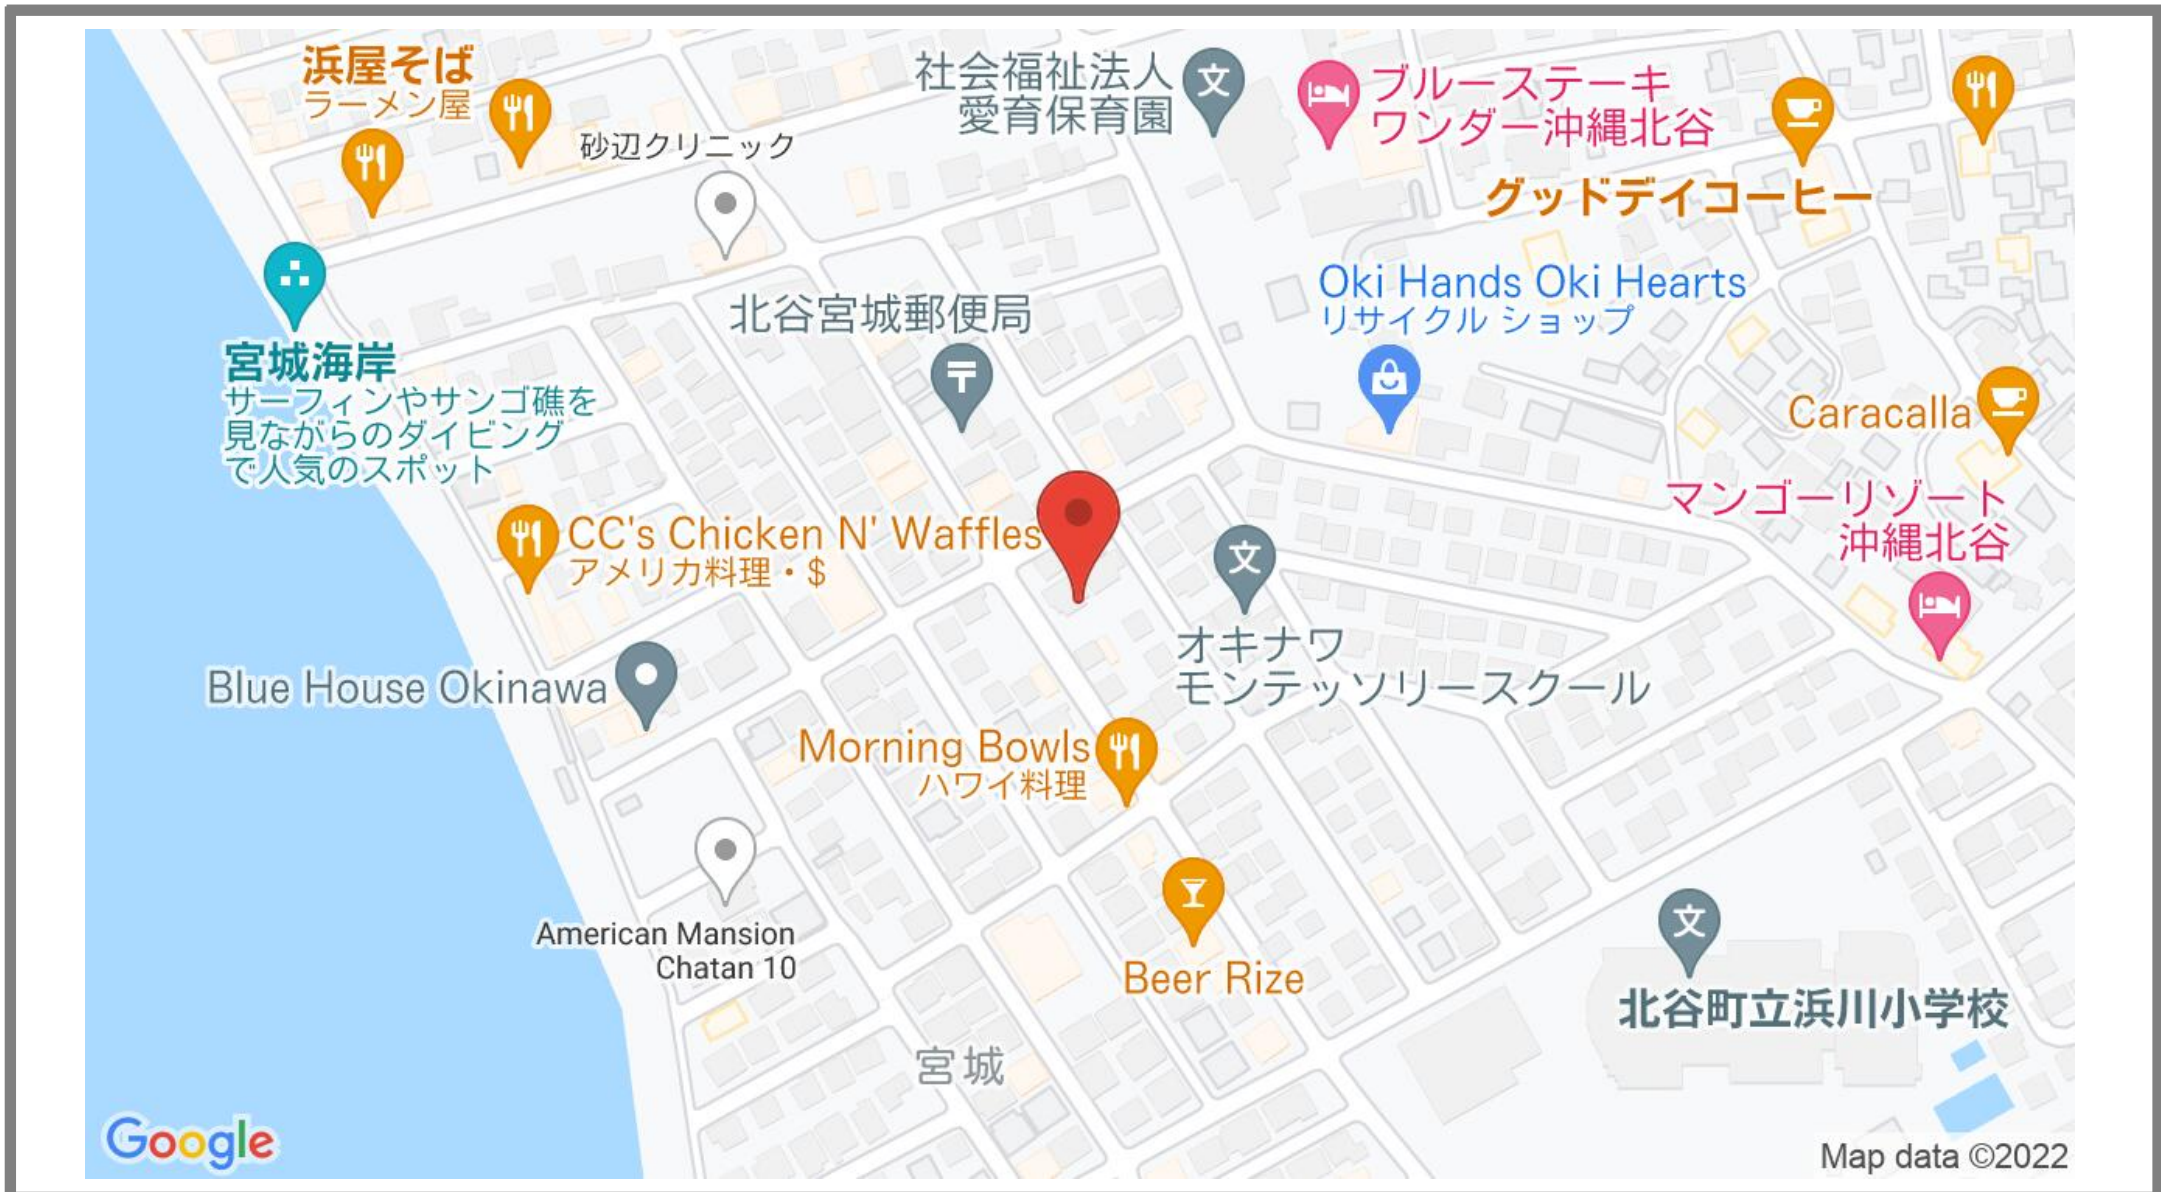 浜屋そば
ラーメン屋
砂辺クリニック
社会福祉法人
愛育保育園
文
ブルーステーキ
ワンダー沖縄北谷
グッドデイコーヒー
北谷宮城郵便局
〒
Oki Hands Oki Hearts
リサイクル ショップ
宮城海岸
サーフィンやサンゴ礁を
見ながらのダイビング
で人気のスポット
Caracalla
マンゴーリゾート
沖縄北谷
CC's Chicken N' Waffles
アメリカ料理・$
文
オキナワ
モンテッソリースクール
Blue House Okinawa
Morning Bowls
ハワイ料理
American Mansion
Chatan 10
Beer Rize
文
北谷町立浜川小学校
宮城
Google
Map data ©2022